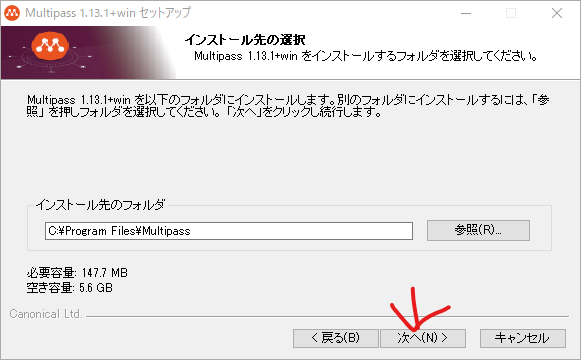 Multipass 1.13.1+win セットアップ
インストール先の選択
Multipass 1.13.1+win をインストールするフォルダを選択してください。
Multipass 1.13.1+win を以下のフォルダにインストールします。別のフォルダにインストールするには、「参
照」を押しフォルダを選択してください。「次へ」をクリックし続行します。
インストール先のフォルダ
C:¥Program Files¥Multipass
参照(R)...
必要容量: 147.7 MB
空き容量: 5.6 GB
Canonical Ltd.
< 戻る(B)
次へ(N) >
キャンセル